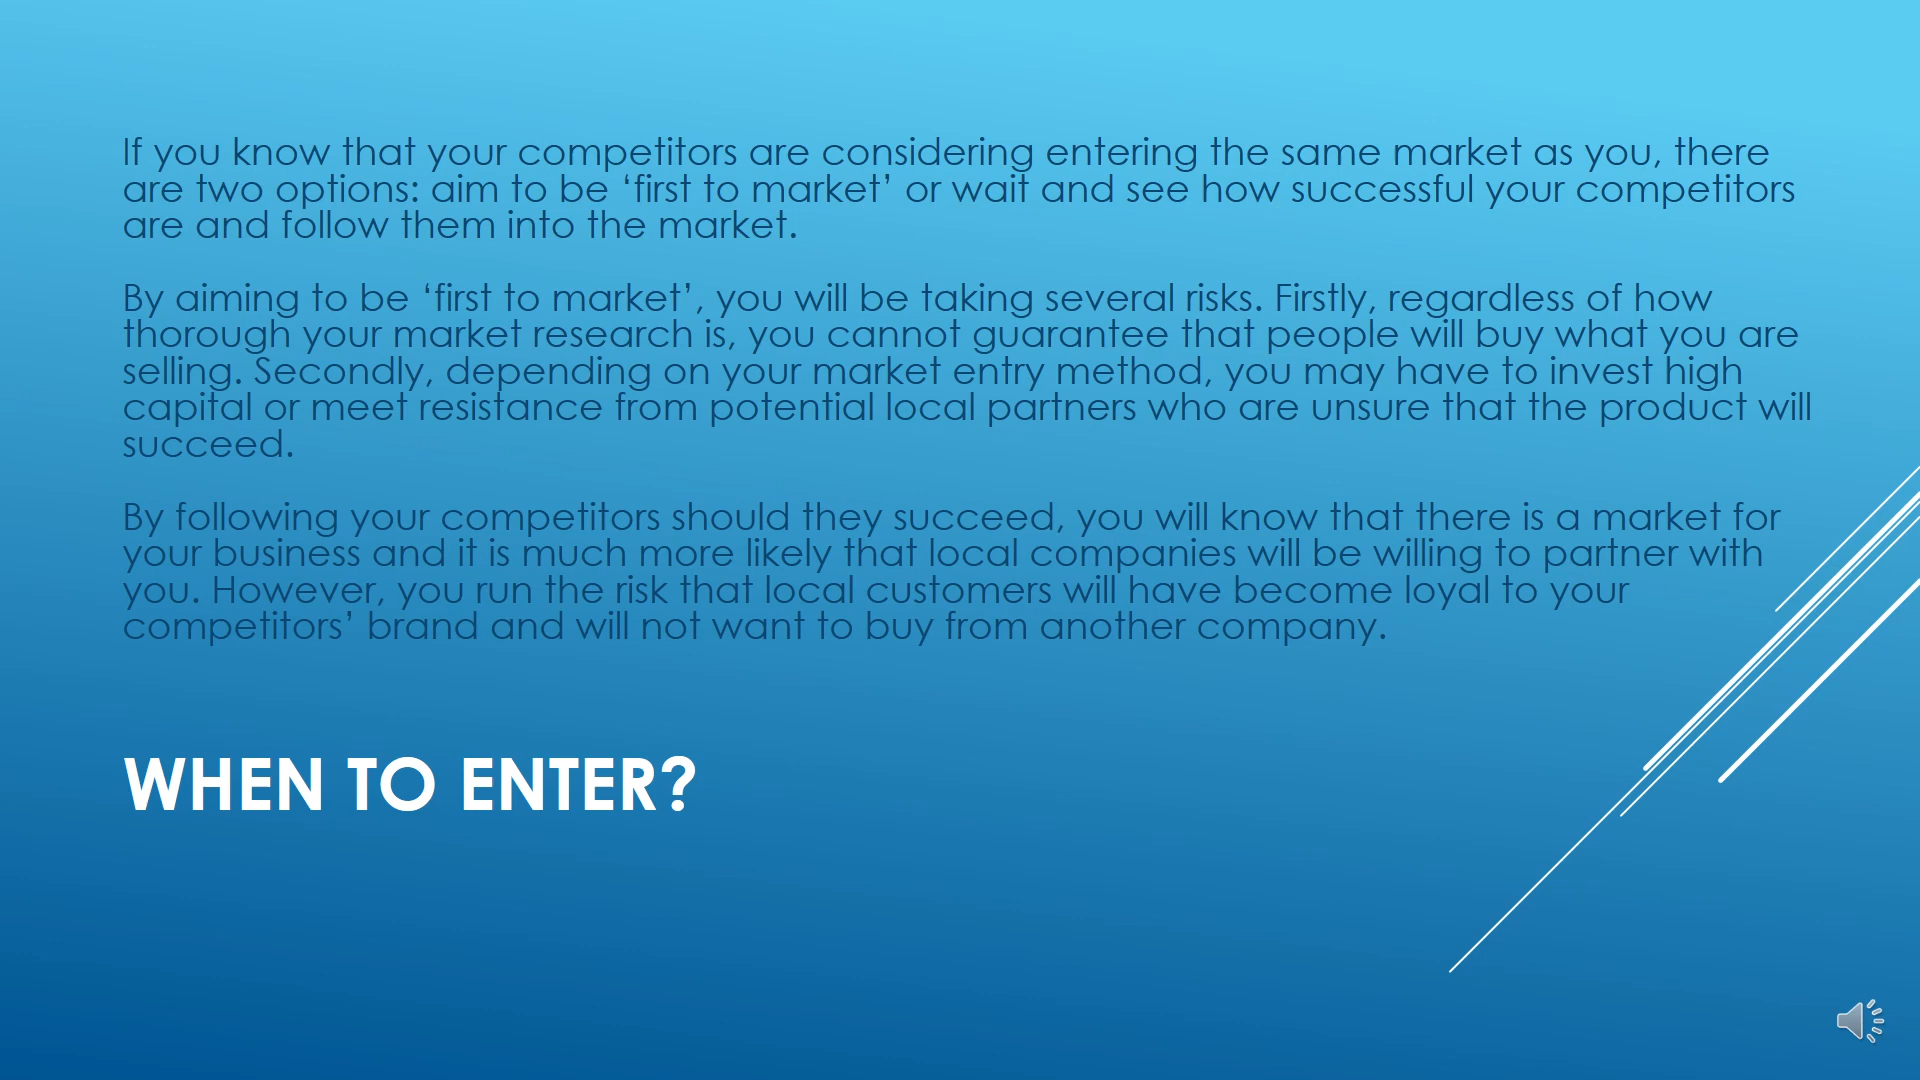 If you know that your competitors are considering entering the same market as you, there
are two options: aim to be ‘first to market’ or wait and see how successful your competitors
are and follow them into the market.
By aiming to be ‘first to market’, you will be taking several risks. Firstly, regardless of how
thorough your market research is, you cannot guarantee that people will buy what you are
selling. Secondly, depending on your market entry method, you may have to invest high
capital or meet resistance from potential local partners who are unsure that the product will
succeed.
By following your competitors should they succeed, you will know that there is a market for
your business and it is much more likely that local companies will be willing to partner with
you. However, you run the risk that local customers will have become loyal to your
competitors’ brand and will not want to buy from another company.
WHEN TO ENTER?